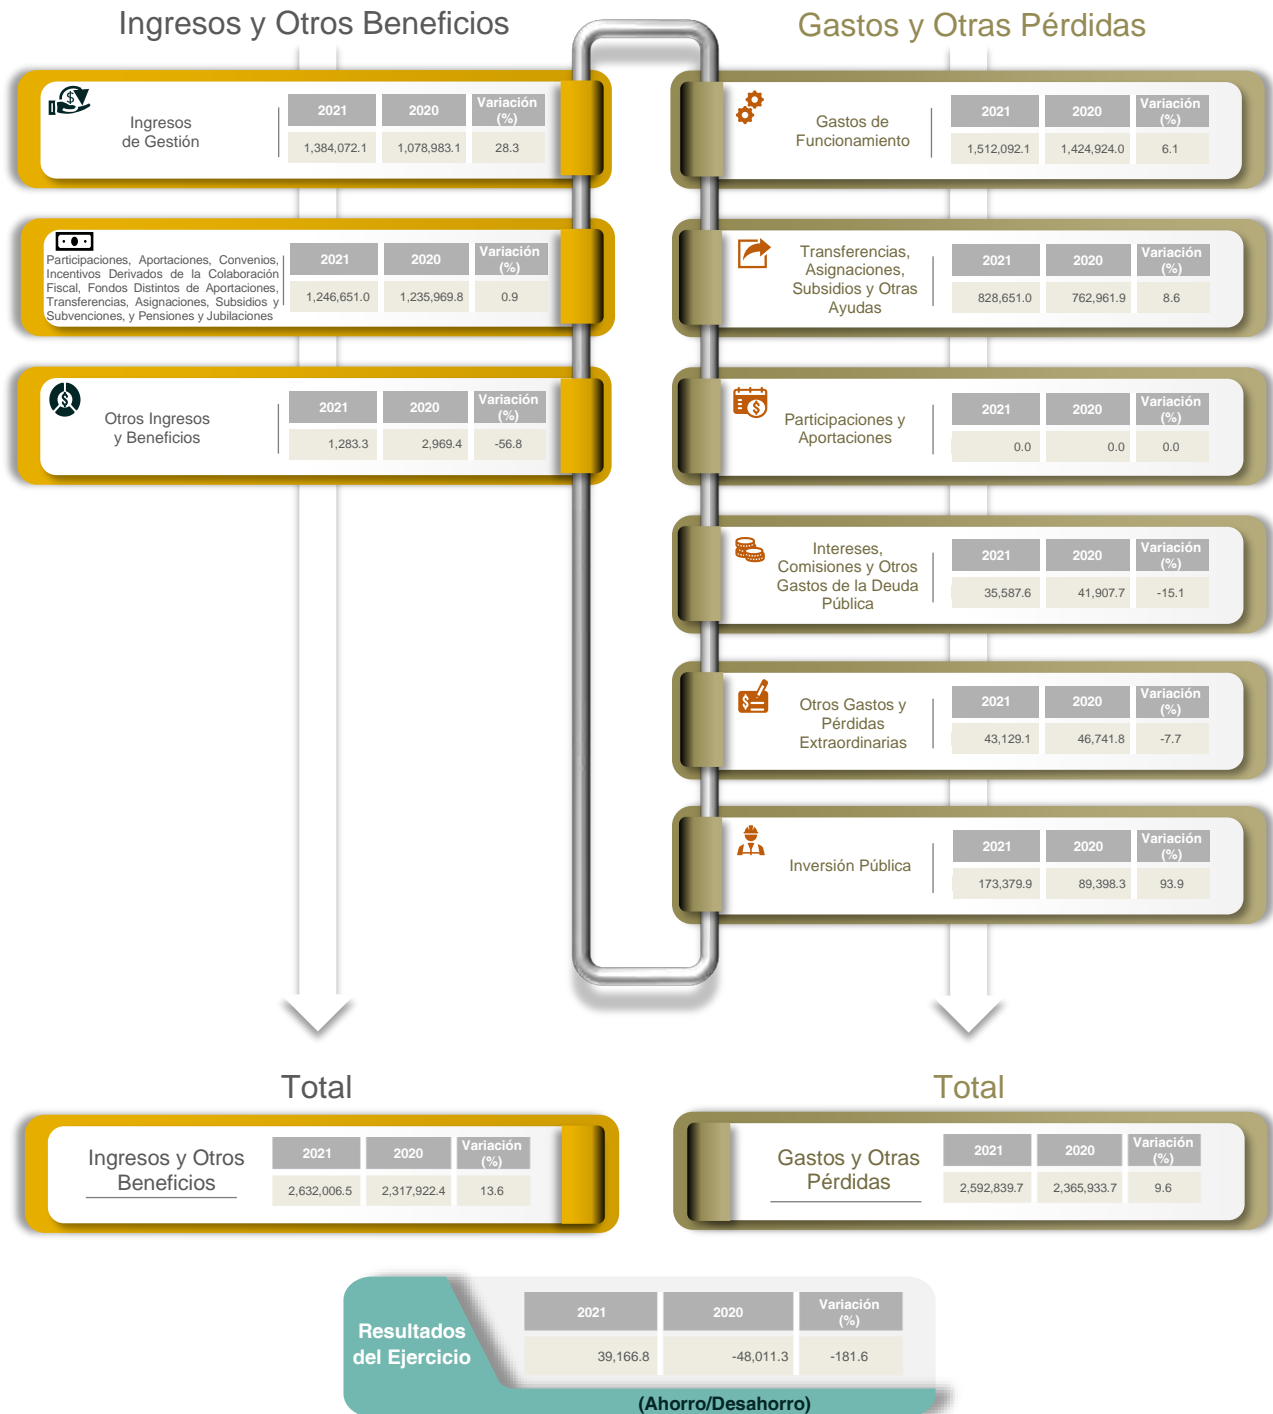 Ingresos y Otros Beneficios
Ingresos
de Gestión
2021 2020 Variación (%)
1,384,072.1 1,078,983.1 28.3
Participaciones, Aportaciones, Convenios,
Incentivos Derivados de la Colaboración
Fiscal, Fondos Distintos de Aportaciones,
Transferencias, Asignaciones, Subsidios y
Subvenciones, y Pensiones y Jubilaciones
2021 2020 Variación (%)
1,246,651.0 1,235,969.8 0.9
Otros Ingresos
y Beneficios
2021 2020 Variación (%)
1,283.3 2,969.4 -56.8
Total
Ingresos y Otros
Beneficios
2021 2020 Variación (%)
2,632,006.5 2,317,922.4 13.6
Gastos y Otras Pérdidas
Gastos de
Funcionamiento
2021 2020 Variación (%)
1,512,092.1 1,424,924.0 6.1
Transferencias,
Asignaciones,
Subsidios y Otras
Ayudas
2021 2020 Variación (%)
828,651.0 762,961.9 8.6
Participaciones y
Aportaciones
2021 2020 Variación (%)
0.0 0.0 0.0
Intereses,
Comisiones y Otros
Gastos de la Deuda
Pública
2021 2020 Variación (%)
35,587.6 41,907.7 -15.1
Otros Gastos y
Pérdidas
Extraordinarias
2021 2020 Variación (%)
43,129.1 46,741.8 -7.7
Inversión Pública
2021 2020 Variación (%)
173,379.9 89,398.3 93.9
Total
Gastos y Otras
Pérdidas
2021 2020 Variación (%)
2,592,839.7 2,365,933.7 9.6
Resultados
del Ejercicio
2021 2020 Variación (%)
39,166.8 -48,011.3 -181.6
(Ahorro/Desahorro)